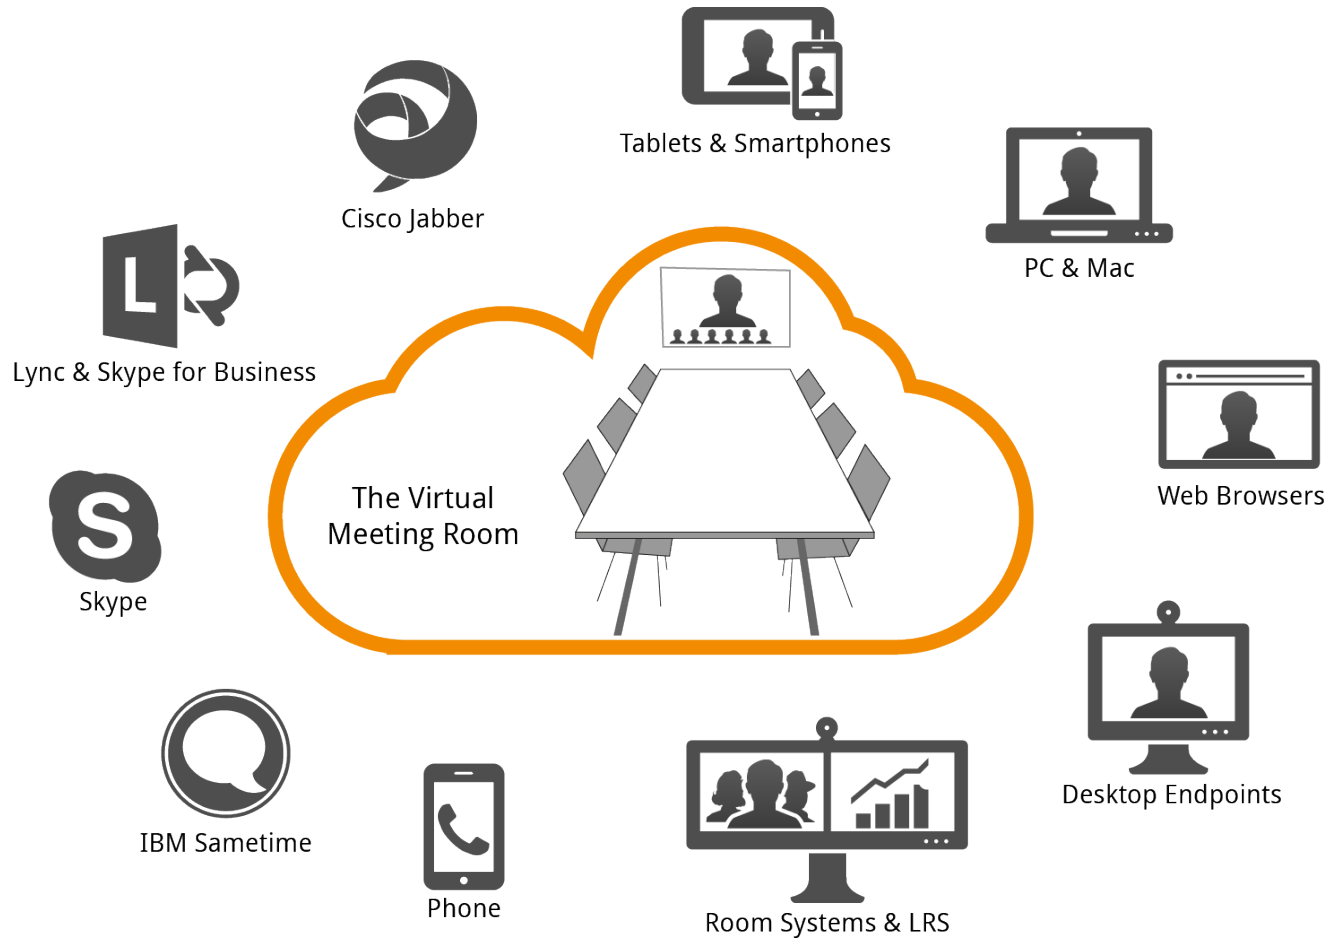 Tablets & Smartphones
Cisco Jabber
PC & Mac
L
Lync & Skype for Business
Web Browsers
The Virtual
Meeting Room
S
Skype
Desktop Endpoints
IBM Sametime
Phone
Room Systems & LRS